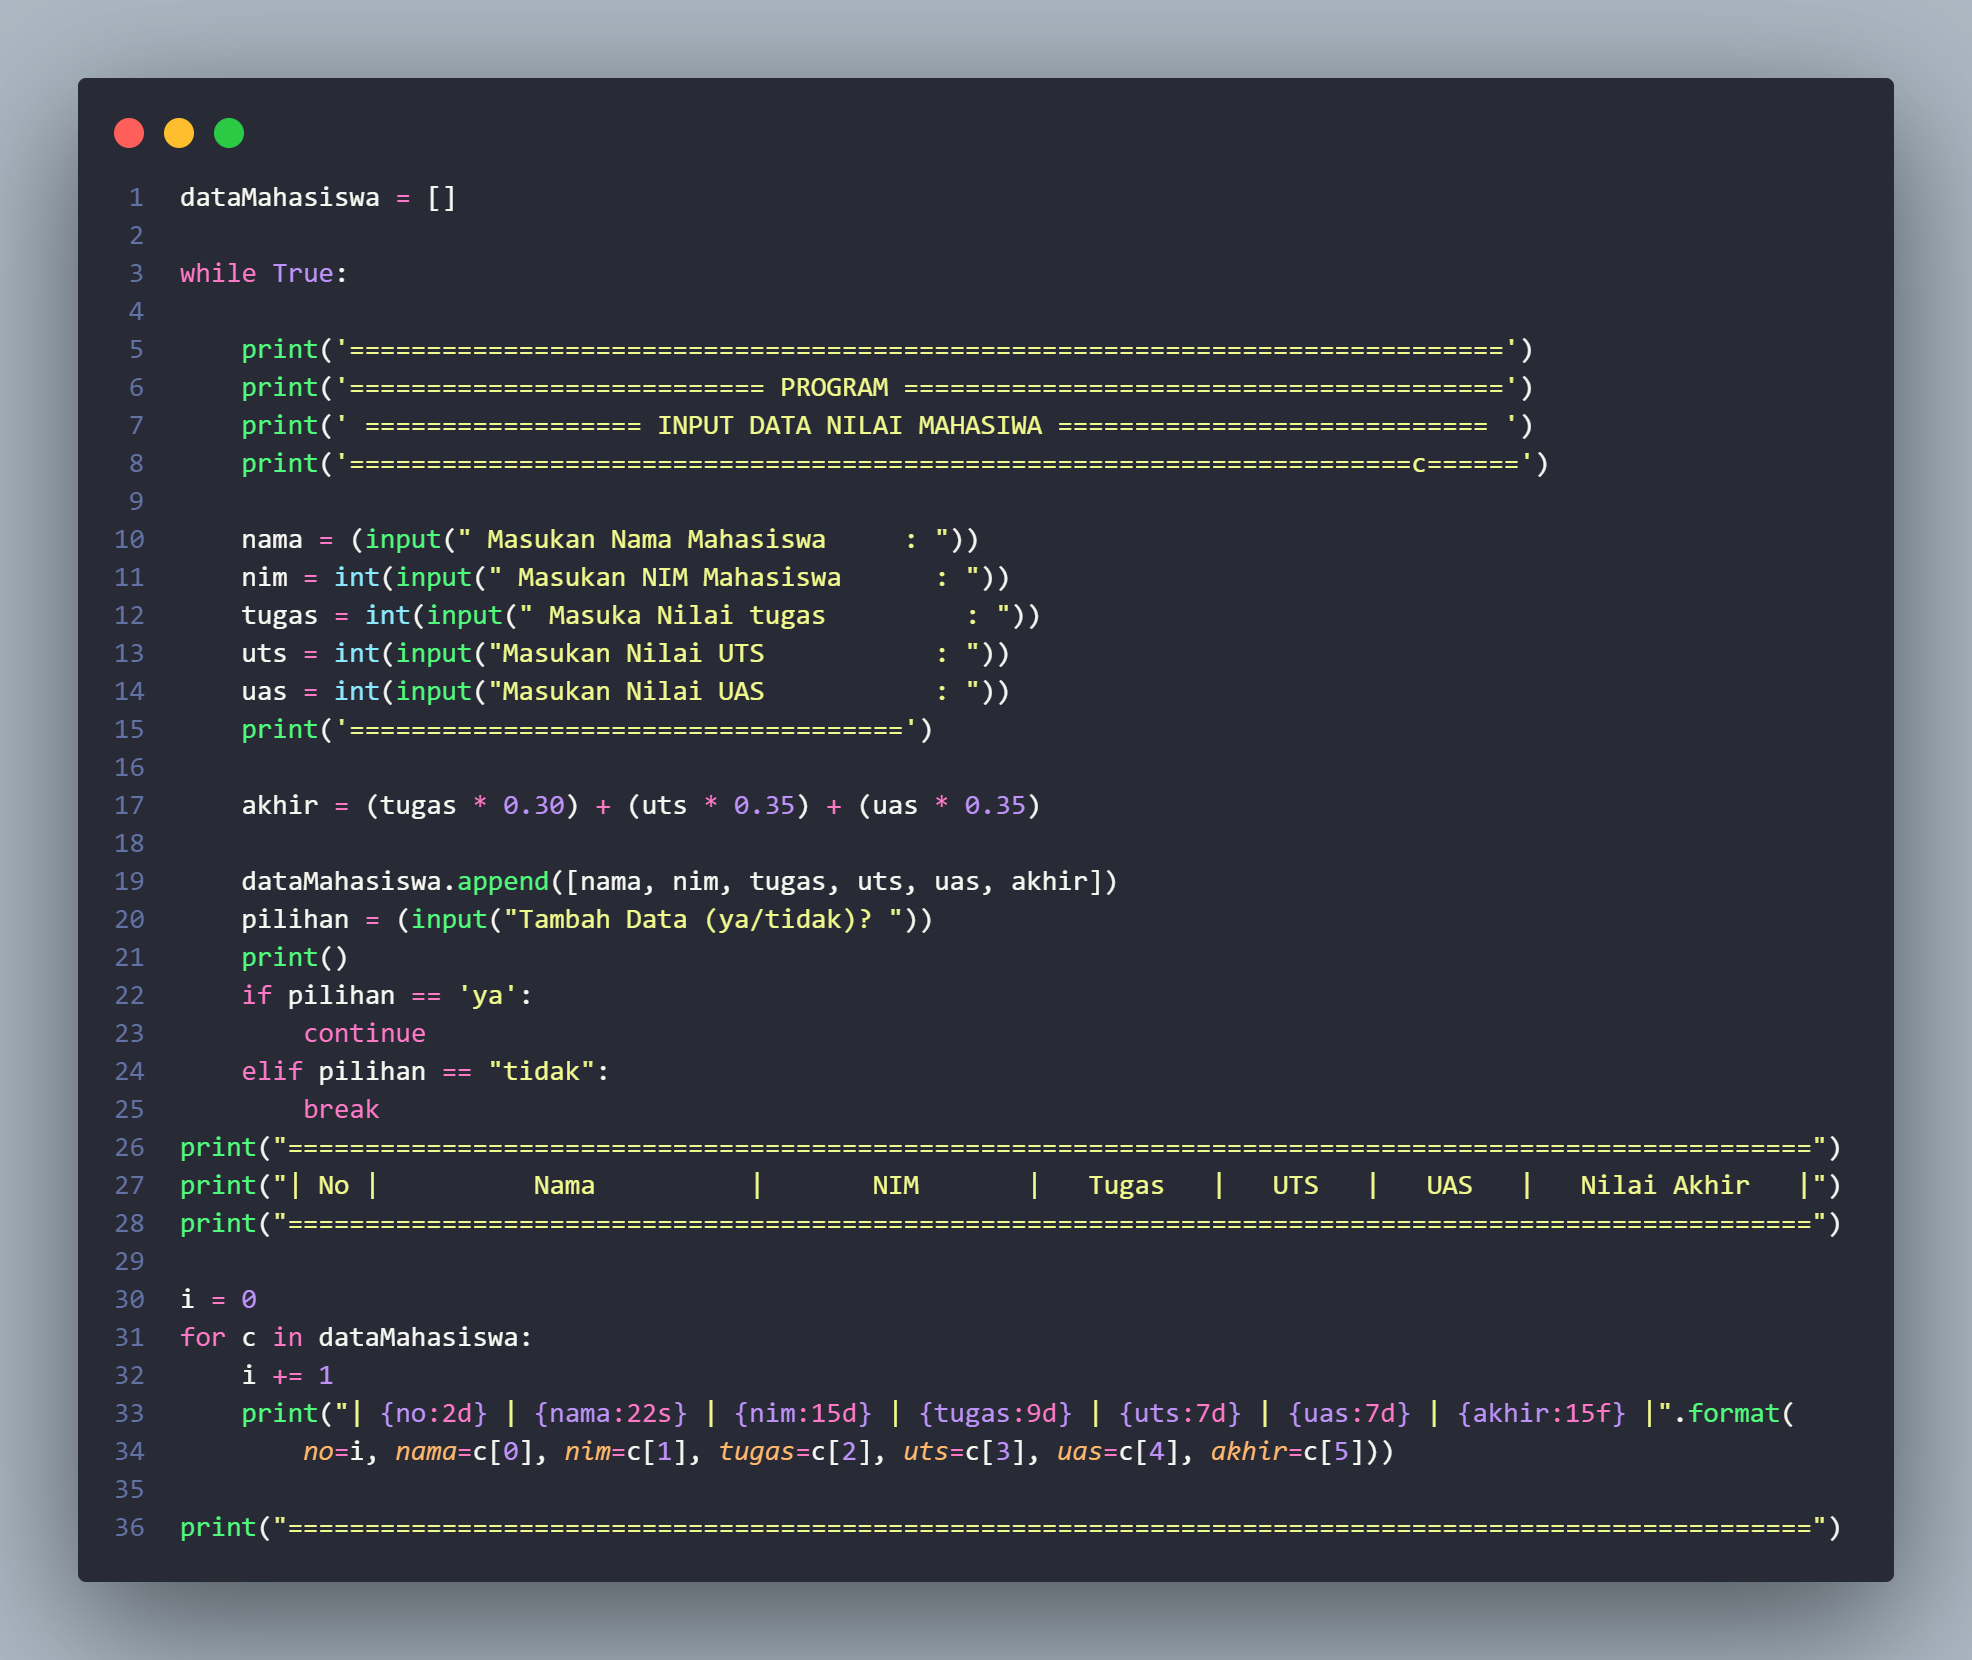 1 dataMahasiswa = []
2
3 while True:
4
5     print('===========================================================================')
6     print('=========================== PROGRAM =======================================')
7     print(' ================== INPUT DATA NILAI MAHASIWA ============================ ')
8     print('=====================================================================c======')
9
10     nama = (input(" Masukan Nama Mahasiswa     : "))
11     nim = int(input(" Masukan NIM Mahasiswa      : "))
12     tugas = int(input(" Masuka Nilai tugas         : "))
13     uts = int(input("Masukan Nilai UTS           : "))
14     uas = int(input("Masukan Nilai UAS           : "))
15     print('====================================')
16
17     akhir = (tugas * 0.30) + (uts * 0.35) + (uas * 0.35)
18
19     dataMahasiswa.append([nama, nim, tugas, uts, uas, akhir])
20     pilihan = (input("Tambah Data (ya/tidak)? "))
21     print()
22     if pilihan == 'ya':
23         continue
24     elif pilihan == "tidak":
25         break
26 print("===================================================================================================")
27 print("| No |          Nama          |       NIM       |   Tugas   |   UTS   |   UAS   |   Nilai Akhir   |")
28 print("===================================================================================================")
29
30 i = 0
31 for c in dataMahasiswa:
32     i += 1
33     print("| {no:2d} | {nama:22s} | {nim:15d} | {tugas:9d} | {uts:7d} | {uas:7d} | {akhir:15f} |".format(
34         no=i, nama=c[0], nim=c[1], tugas=c[2], uts=c[3], uas=c[4], akhir=c[5]))
35
36 print("===================================================================================================")